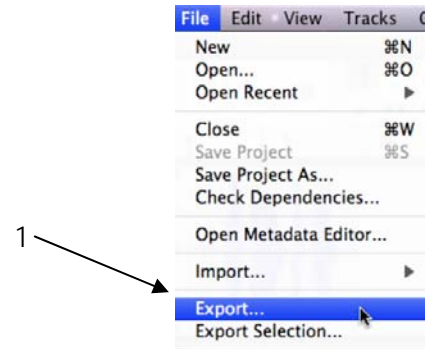 File Edit View Tracks
New ⌘N
Open... ⌘O
Open Recent ▶
Close ⌘W
Save Project ⌘S
Save Project As...
Check Dependencies...
Open Metadata Editor...
Import... ▶
1
Export...
Export Selection...